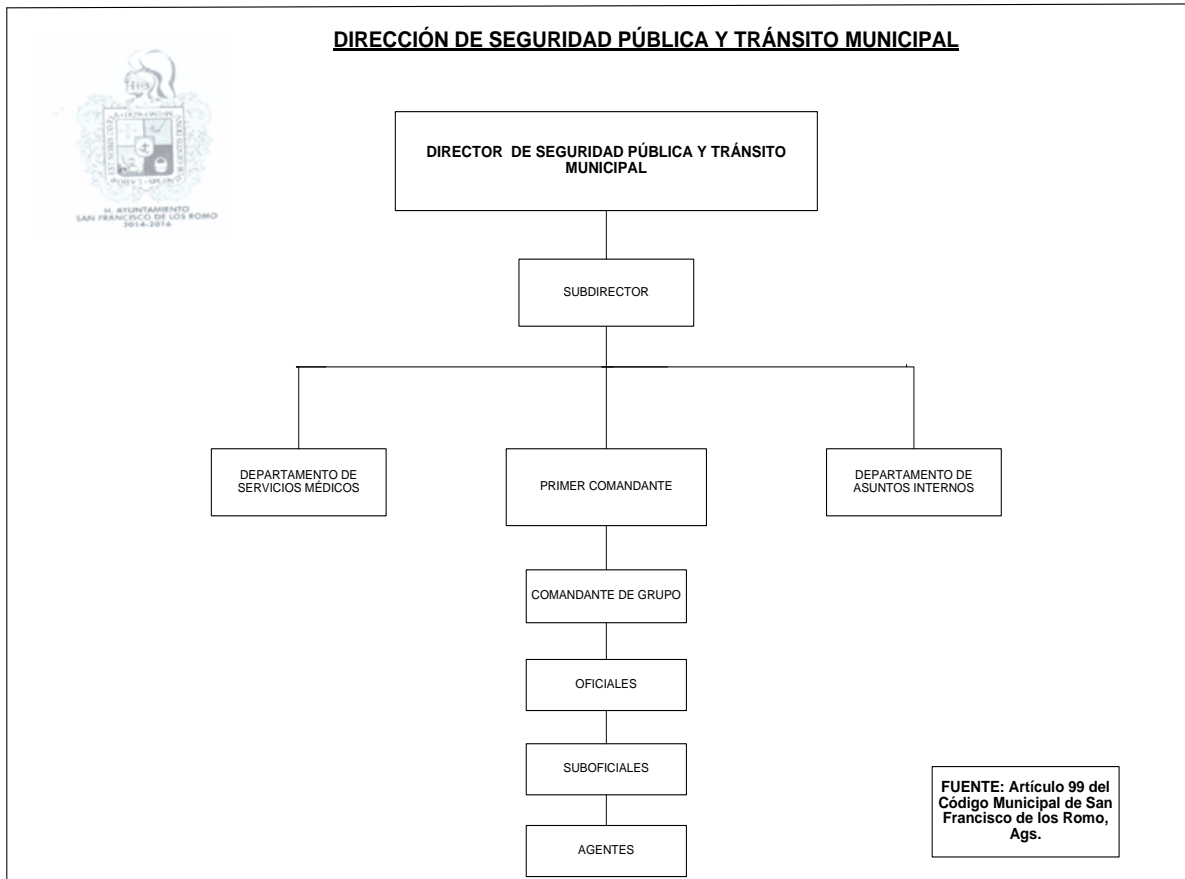 DIRECCIÓN DE SEGURIDAD PÚBLICA Y TRÁNSITO MUNICIPAL
H. AYUNTAMIENTO
SAN FRANCISCO DE LOS ROMO
2014-2016
DIRECTOR DE SEGURIDAD PÚBLICA Y TRÁNSITO
MUNICIPAL
SUBDIRECTOR
DEPARTAMENTO DE
SERVICIOS MÉDICOS
PRIMER COMANDANTE
DEPARTAMENTO DE
ASUNTOS INTERNOS
COMANDANTE DE GRUPO
OFICIALES
SUBOFICIALES
AGENTES
FUENTE: Artículo 99 del
Código Municipal de San
Francisco de los Romo,
Ags.